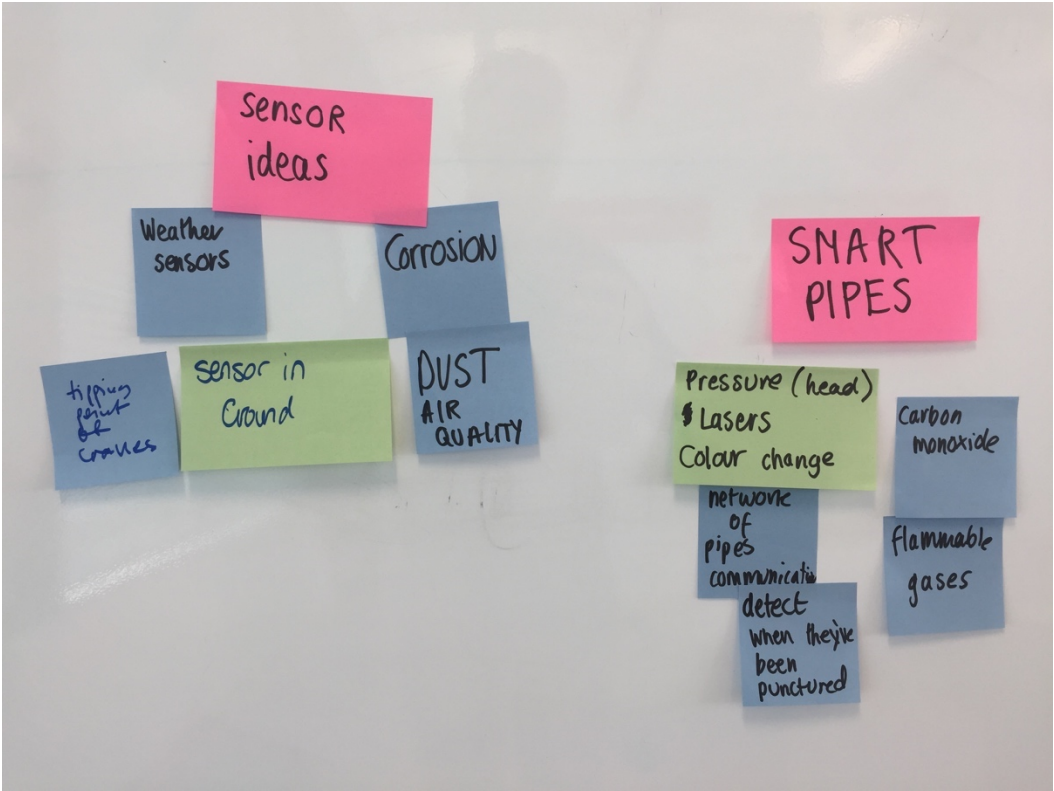 sensoR
ideas
Weather
sensors
Corrosion
tipping
point
of
cranes
sensor in
Ground
DUST
AIR
QUALITY
SMART
PIPES
Pressure (head)
Lasers
Colour change
Carbon
monoxide
network
of
pipes
flammable
gases
detect
when they've
been
punctured